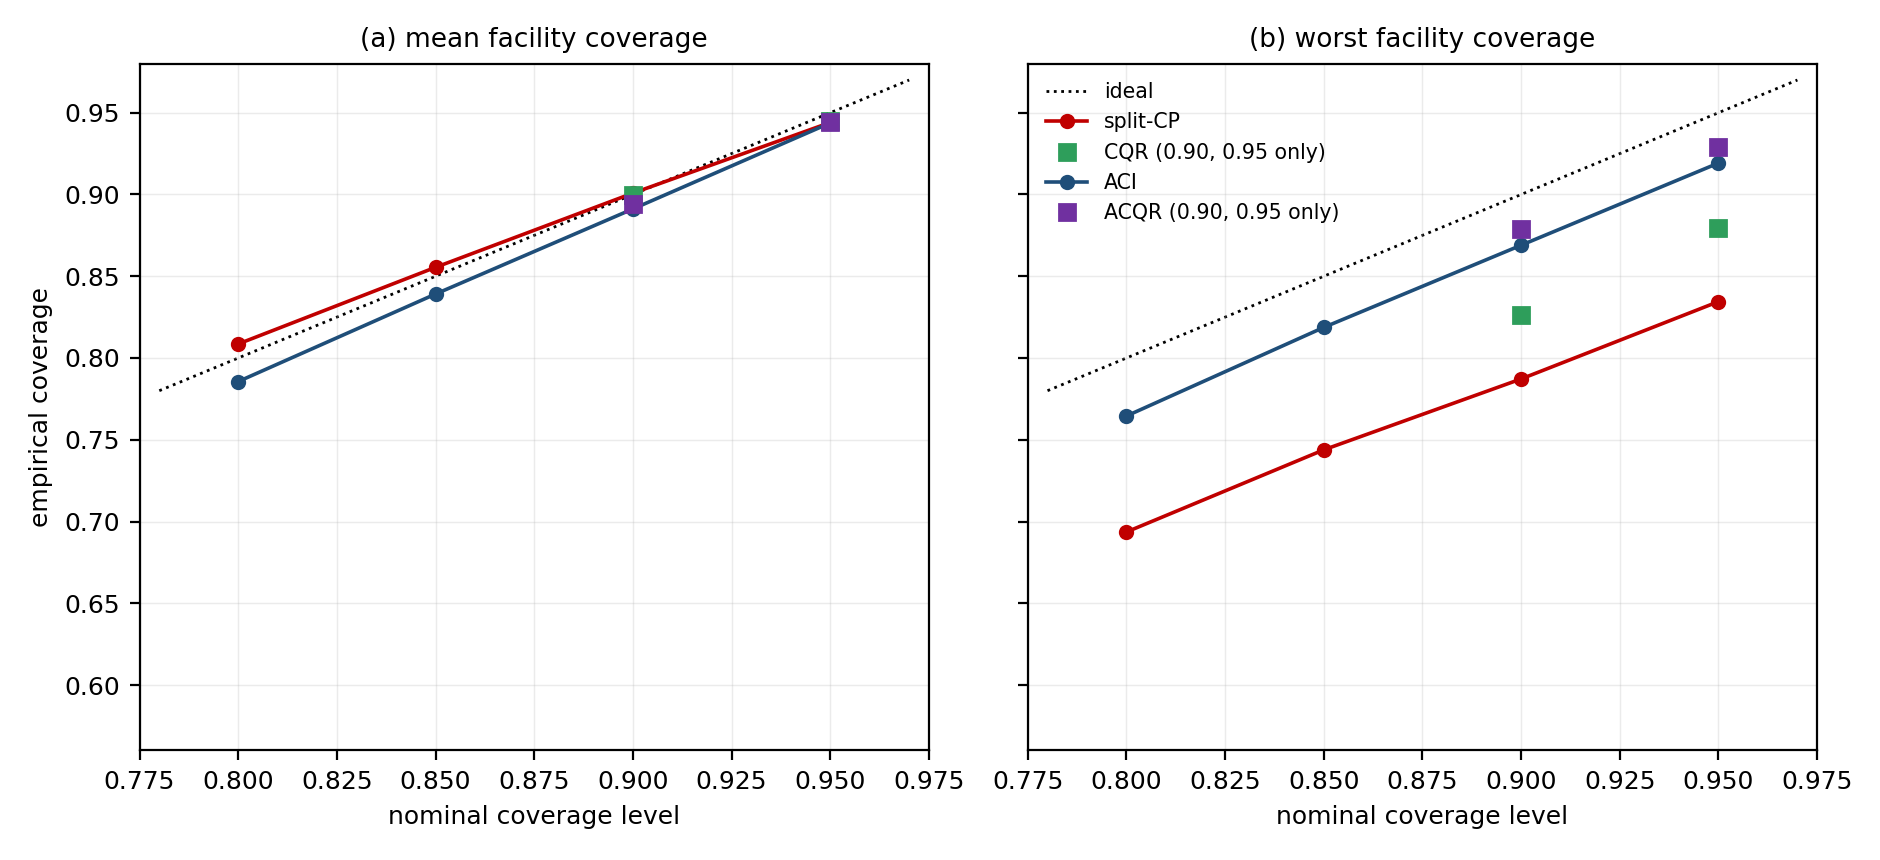 (a) mean facility coverage
empirical coverage
0.95
0.90
0.85
0.80
0.75
0.70
0.65
0.60
0.775 0.800 0.825 0.850 0.875 0.900 0.925 0.950 0.975
nominal coverage level
(b) worst facility coverage
ideal
split-CP
CQR (0.90, 0.95 only)
ACI
ACQR (0.90, 0.95 only)
0.775 0.800 0.825 0.850 0.875 0.900 0.925 0.950 0.975
nominal coverage level